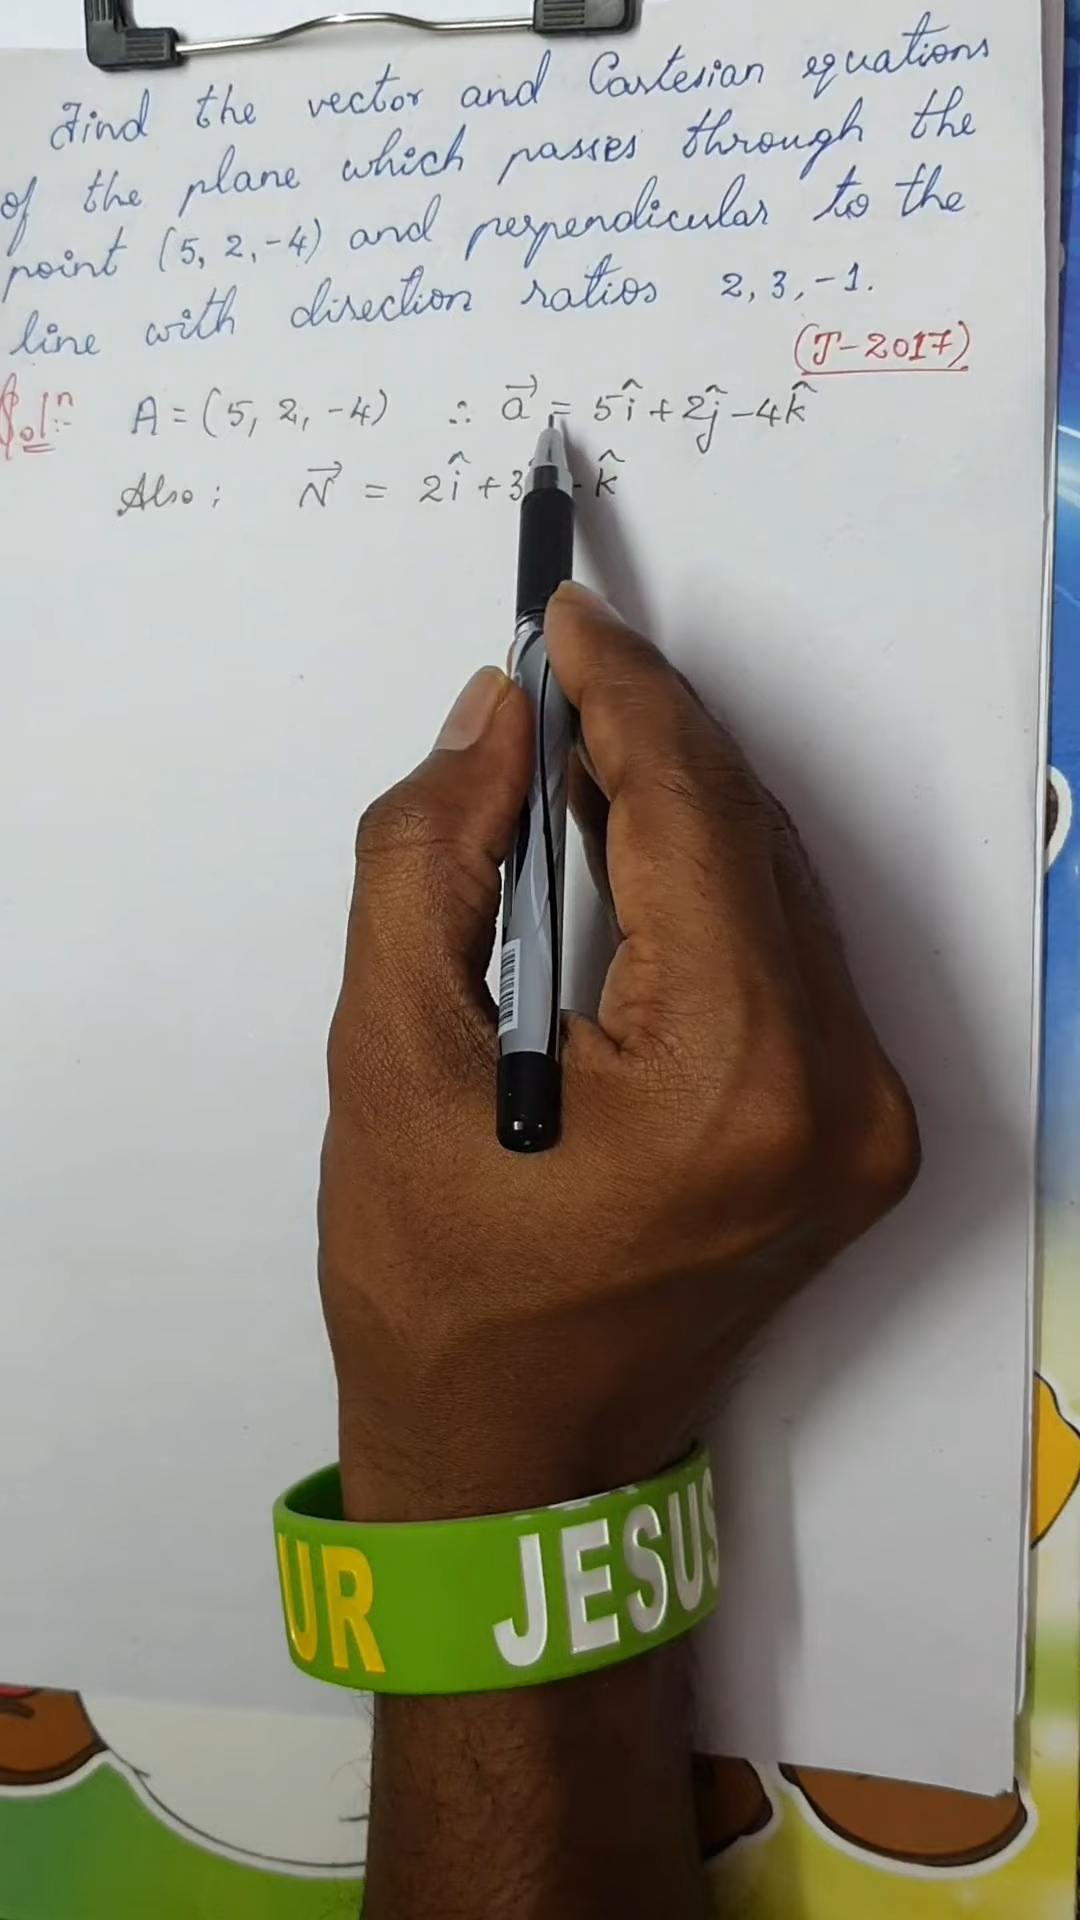 Find the vector and Cartesian equations
of the plane which passes through the
point (5, 2, -4) and perpendicular to the
line with direction ratios 2, 3, -1.
(J-2017)
Solⁿ:- A = (5, 2, -4) ∴ a⃗ = 5î + 2ĵ - 4k̂
Also; N⃗ = 2î + 3 - k̂
UR JESUS